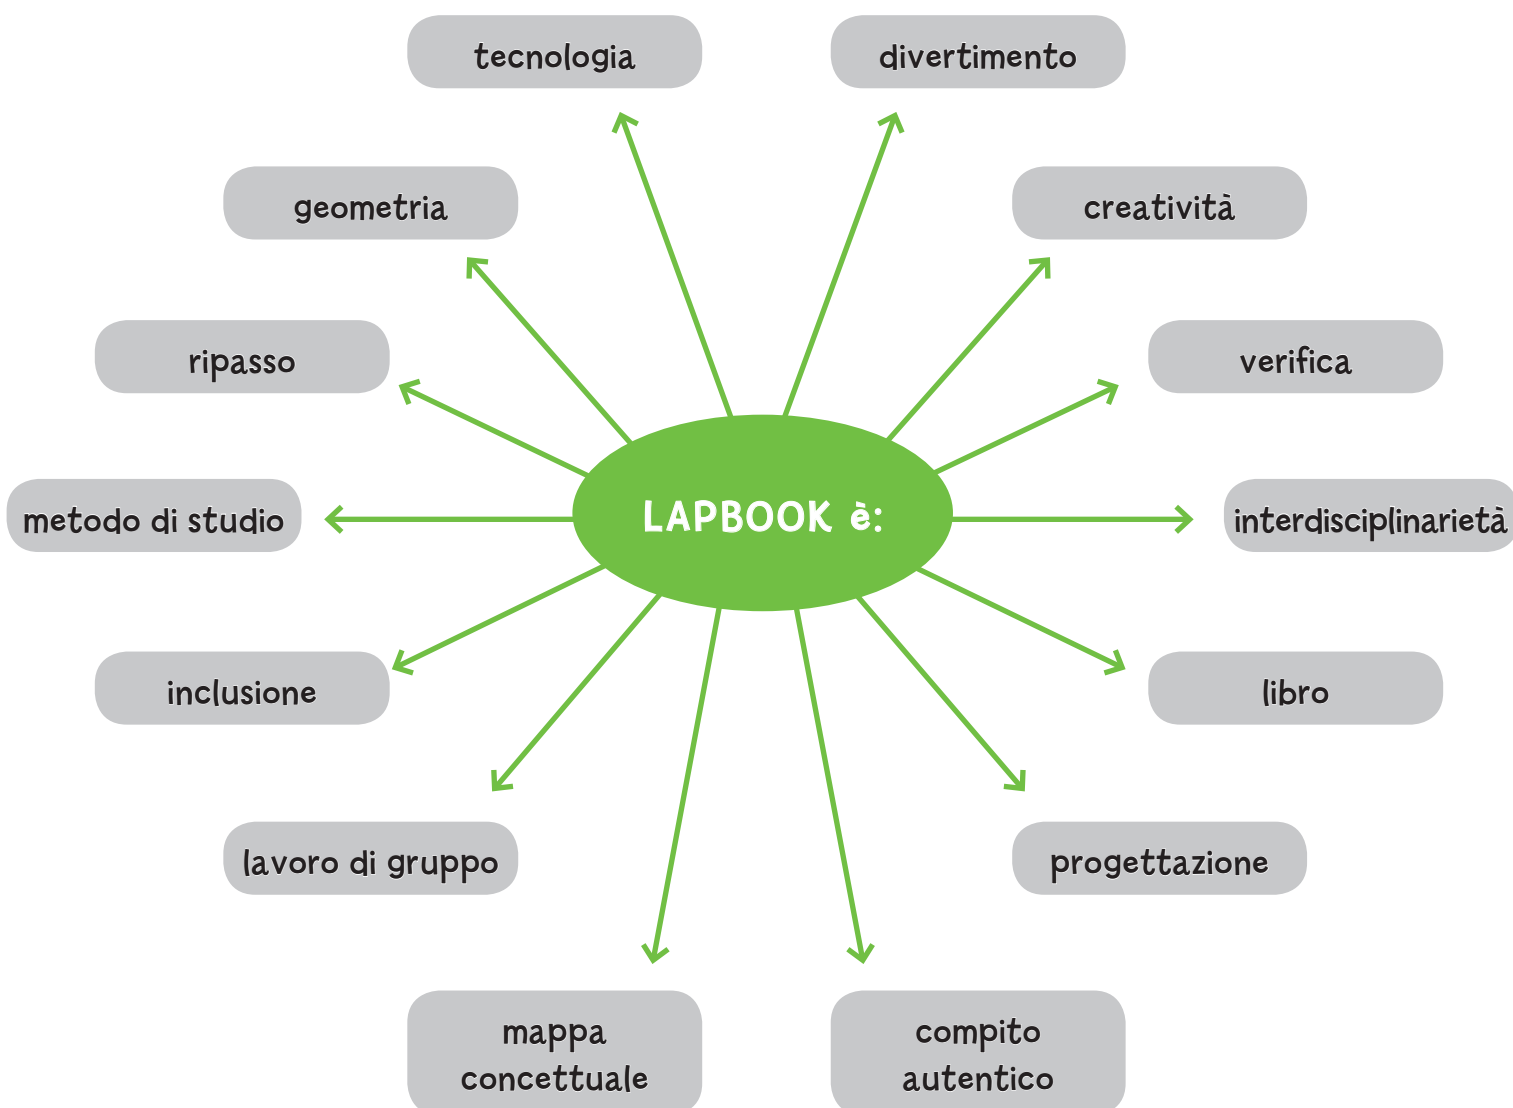 tecnologia
divertimento
geometria
creatività
ripasso
verifica
metodo di studio
LAPBOOK è:
interdisciplinarietà
inclusione
libro
lavoro di gruppo
progettazione
mappa
concettuale
compito
autentico